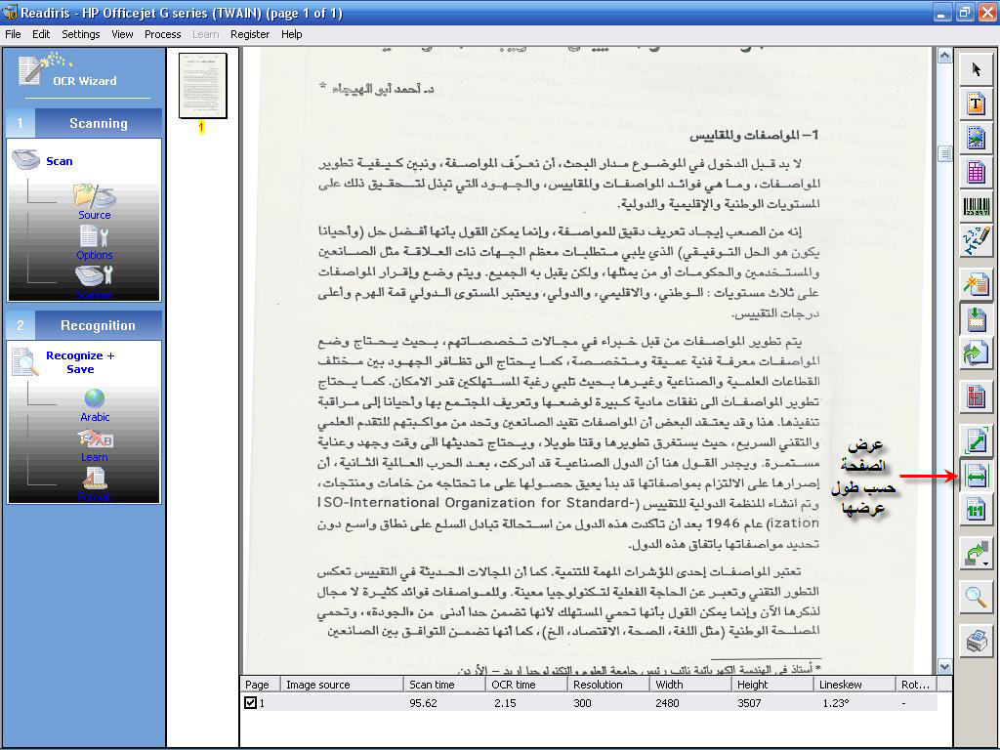 Readiris - HP Officejet G series (TWAIN) (page 1 of 1)
File Edit Settings View Process Learn Register Help
OCR Wizard
1 Scanning
Scan
Source
Options
Scanner
2 Recognition
Recognize +
Save
Arabic
Learn
Format
1
د. أحمد أبو الهيجاء *
1- المواصفات والمقاييس
لا بد قبل الدخول في الموضوع مدار البحث، أن نعرّف المواصفة، ونبين كيفية تطوير
المواصفات، وما هي فوائد المواصفات والمقاييس، والجهود التي تبذل لتحقيق ذلك على
المستويات الوطنية والإقليمية والدولية.
إنه من الصعب إيجاد تعريف دقيق للمواصفة، وإنما يمكن القول بأنها أفضل حل (وأحيانا
يكون هو الحل التوفيقي) الذي يلبي متطلبات معظم الجهات ذات العلاقة مثل الصانعين
والمستخدمين والحكومات أو من يمثلها، ولكن يقبل به الجميع. ويتم وضع وإقرار المواصفات
على ثلاث مستويات : الوطني، والاقليمي، والدولي، ويعتبر المستوى الدولي قمة الهرم وأعلى
درجات التقييس.
يتم تطوير المواصفات من قبل خبراء في مجالات تخصصاتهم، بحيث يحتاج وضع
المواصفات معرفة فنية عميقة ومتخصصة، كما يحتاج الى تظافر الجهود بين مختلف
القطاعات العلمية والصناعية وغيرها بحيث تلبي رغبة المستهلكين قدر الامكان. كما يحتاج
تطوير المواصفات الى نفقات مادية كبيرة لوضعها وتعريف المجتمع بها وأحيانا إلى مراقبة
تنفيذها. هذا وقد يعتقد البعض أن المواصفات تقيد الصانعين وتحد من مواكبتهم للتقدم العلمي
والتقني السريع، حيث يستغرق تطويرها وقتا طويلا، ويحتاج تحديثها الى وقت وجهد وعناية
مستمرة. ويجدر القول هنا أن الدول الصناعية قد ادركت، بعد الحرب العالمية الثانية، أن
إصرارها على الالتزام بمواصفاتها قد بدأ يعيق حصولها على ما تحتاجه من خامات ومنتجات،
وتم انشاء المنظمة الدولية للتقييس (ISO-International Organization for Standard-
ization) عام 1946 بعد أن تأكدت هذه الدول من استحالة تبادل السلع على نطاق واسع دون
تحديد مواصفاتها باتفاق هذه الدول.
تعتبر المواصفات إحدى المؤشرات المهمة للتنمية. كما أن المجالات الحديثة في التقييس تعكس
التطور التقني وتعبر عن الحاجة الفعلية لتكنولوجيا معينة. وللمواصفات فوائد كثيرة لا مجال
لذكرها الآن وإنما يمكن القول بأنها تحمي المستهلك لأنها تضمن حدا أدنى من «الجودة»، وتحمي
المصلحة الوطنية (مثل اللغة، الصحة، الاقتصاد، الخ)، كما أنها تضمن التوافق بين الصانعين
* أستاذ في الهندسة الكهربائية نائب رئيس جامعة العلوم والتكنولوجيا اربد - الأردن
عرض
الصفحة
حسب طول
عرضها
1:1
Page Image source Scan time OCR time Resolution Width Height Lineskew Rot...
1 95.62 2.15 300 2480 3507 1.23° -